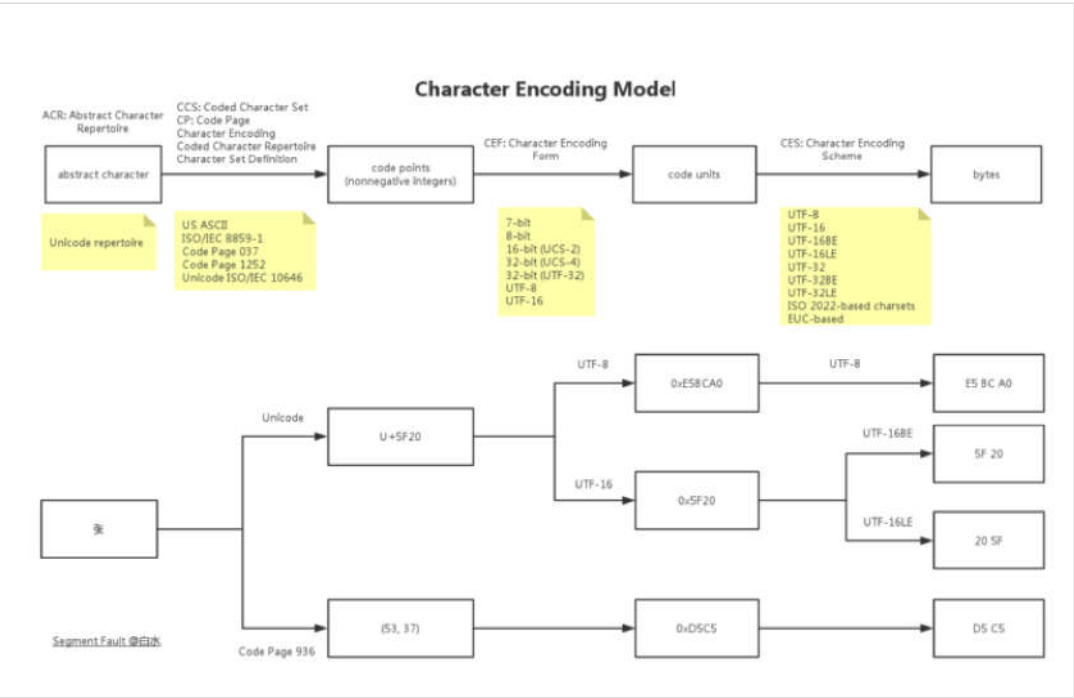 Character Encoding Model
ACR: Abstract Character
Repertoire
CCS: Coded Character Set
CP: Code Page
Character Encoding
Coded Character Repertoire
Character Set Definition
CEF: Character Encoding
Form
CES: Character Encoding
Scheme
abstract character
code points
(nonnegative integers)
code units
bytes
Unicode repertoire
US ASCII
ISO/IEC 8859-1
Code Page 037
Code Page 1252
Unicode ISO/IEC 10646
7-bit
8-bit
16-bit (UCS-2)
32-bit (UCS-4)
32-bit (UTF-32)
UTF-8
UTF-16
UTF-8
UTF-16
UTF-16BE
UTF-16LE
UTF-32
UTF-32BE
UTF-32LE
ISO 2022-based charsets
EUC-based
张
Unicode
U+5F20
UTF-8
0xE5BCA0
UTF-8
E5 BC A0
UTF-16
0x5F20
UTF-16BE
5F 20
UTF-16LE
20 5F
Code Page 936
(53, 37)
0xD5C5
D5 C5
Segment Fault @白水